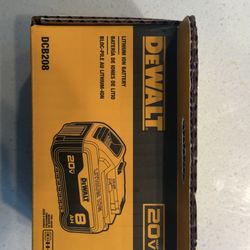 DEWALT
20V
LITHIUM ION BATTERY
BATERÍA DE IONES DE LITIO
BLOC-PILE AU LITHIUM-ION
DCB208
20V
DEWALT
8
AH